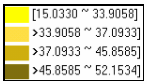 [15.0330 ~ 33.9058]
>33.9058 ~ 37.0933]
>37.0933 ~ 45.8585]
>45.8585 ~ 52.1534]